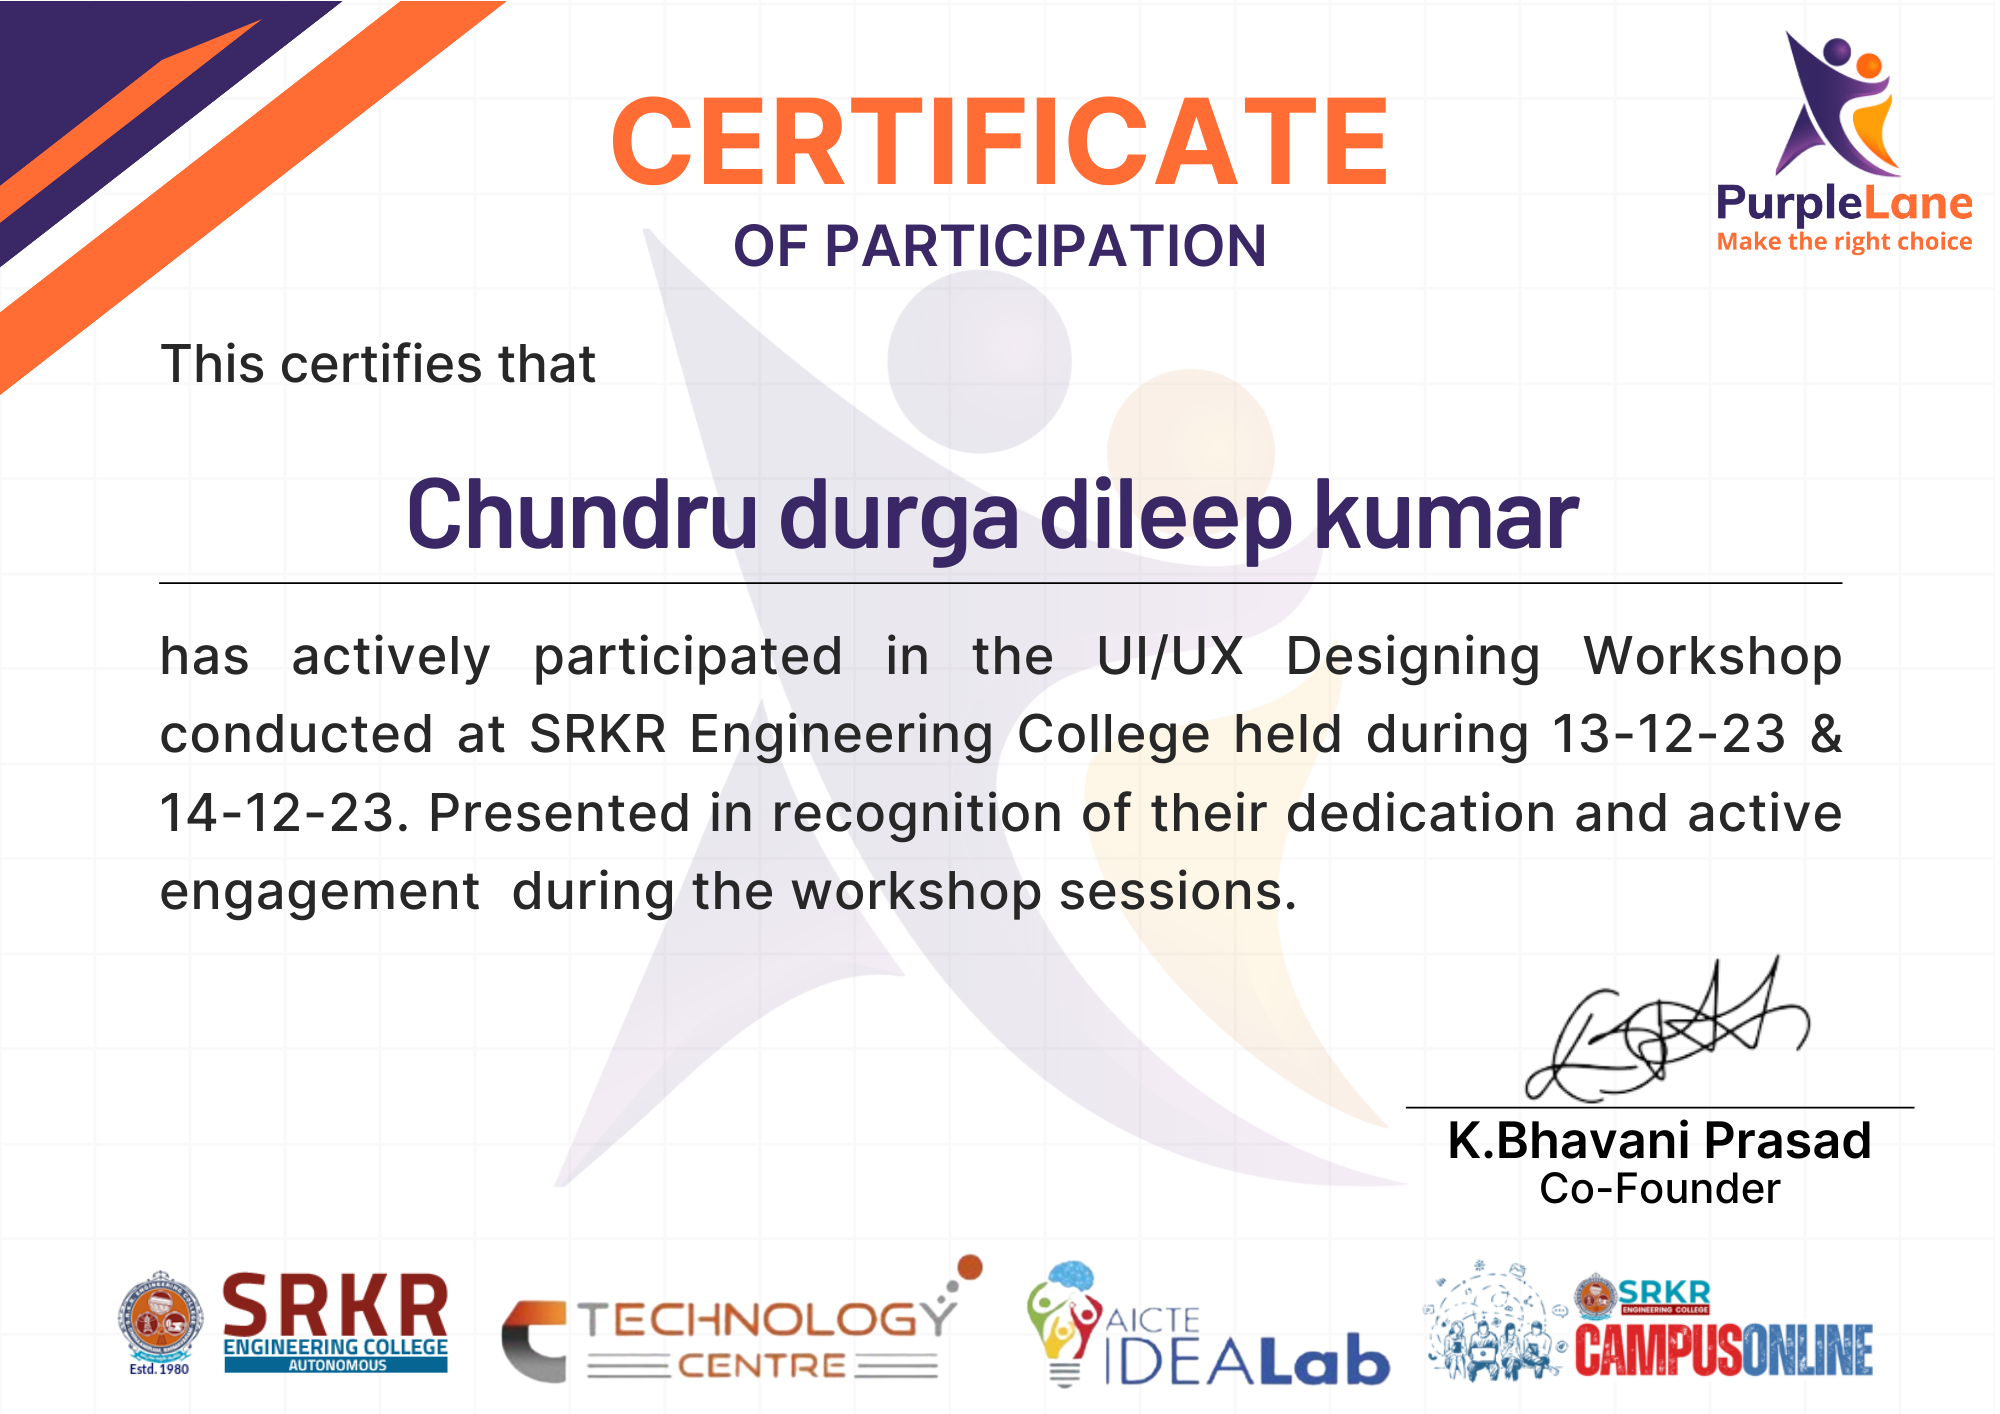 CERTIFICATE
OF PARTICIPATION
PurpleLane
Make the right choice
This certifies that
Chundru durga dileep kumar
has actively participated in the UI/UX Designing Workshop
conducted at SRKR Engineering College held during 13-12-23 &
14-12-23. Presented in recognition of their dedication and active
engagement during the workshop sessions.
K.Bhavani Prasad
Co-Founder
Estd. 1980
SRKR
ENGINEERING COLLEGE
AUTONOMOUS
TECHNOLOGY
CENTRE
AICTE
IDEALab
SRKR
ENGINEERING COLLEGE
CAMPUSONLINE